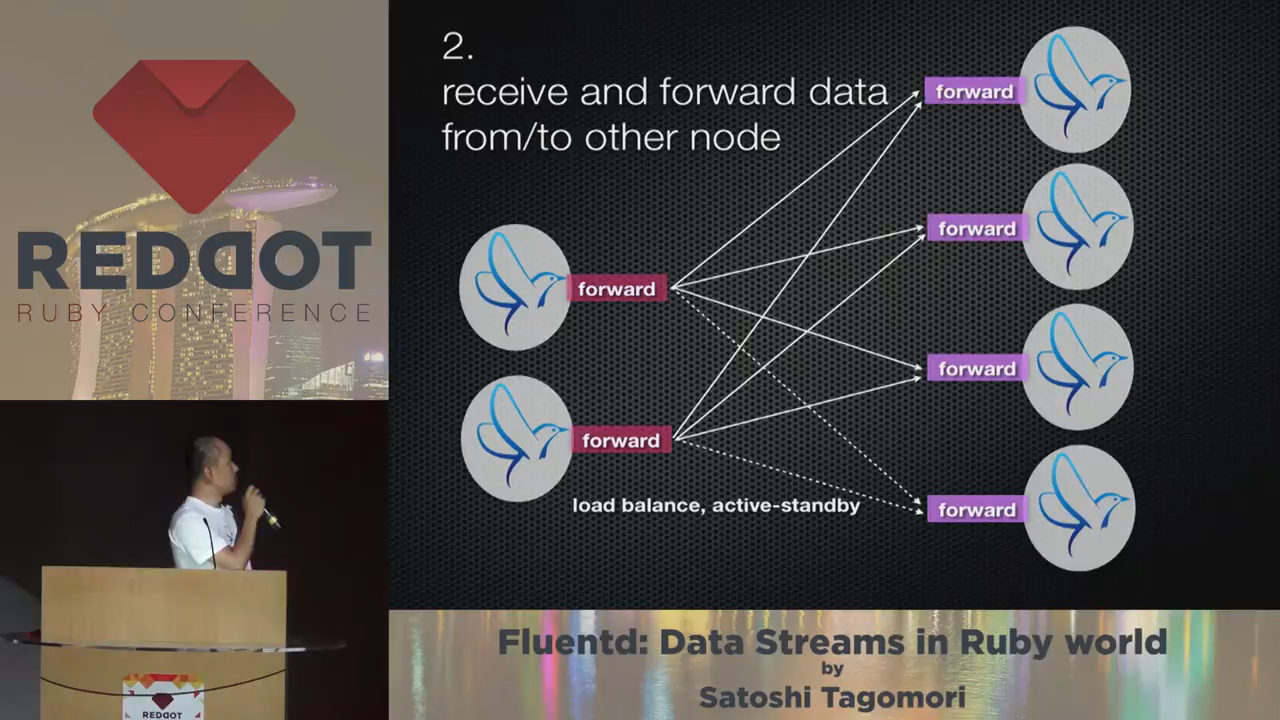 REDDOT
RUBY CONFERENCE
2.
receive and forward data
from/to other node
forward
forward
forward
forward
forward
forward
load balance, active-standby
REDDOT
Fluentd: Data Streams in Ruby world
by
Satoshi Tagomori